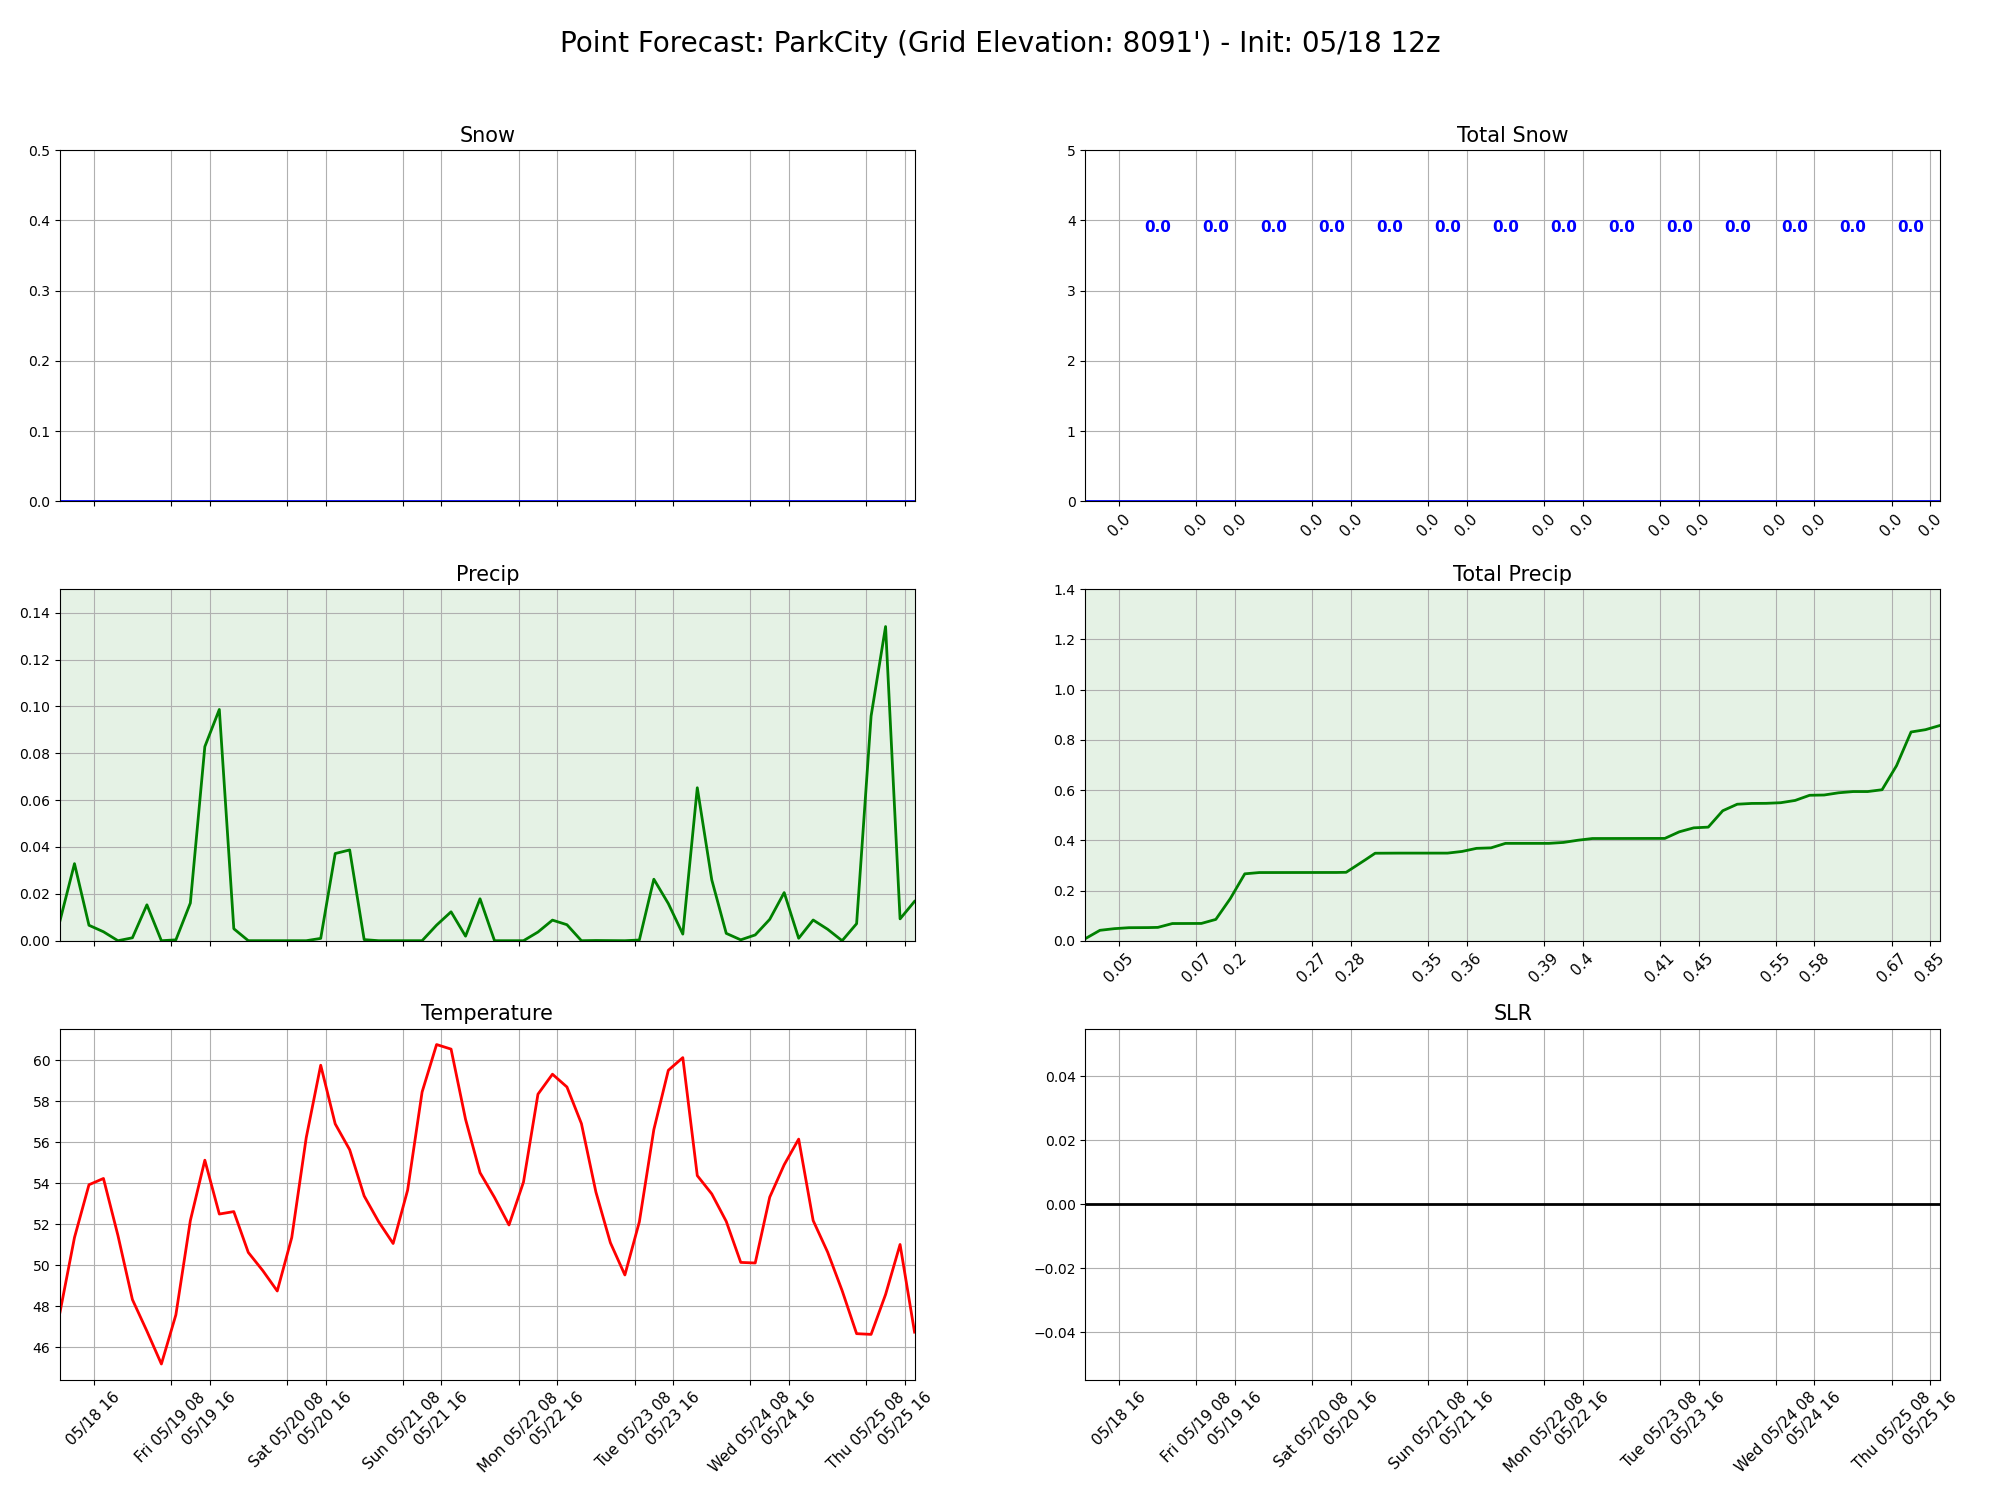 Point Forecast: ParkCity (Grid Elevation: 8091') - Init: 05/18 12z
Snow
0.5
0.4
0.3
0.2
0.1
0.0
Total Snow
5
4
3
2
1
0
0.0 0.0 0.0 0.0 0.0 0.0 0.0 0.0 0.0 0.0 0.0 0.0 0.0 0.0
0.0 0.0 0.0 0.0 0.0 0.0 0.0 0.0 0.0 0.0 0.0 0.0 0.0 0.0 0.0
Precip
0.14
0.12
0.10
0.08
0.06
0.04
0.02
0.00
Total Precip
1.4
1.2
1.0
0.8
0.6
0.4
0.2
0.0
0.05 0.07 0.2 0.27 0.28 0.35 0.36 0.39 0.4 0.41 0.45 0.55 0.58 0.67 0.85
Temperature
60
58
56
54
52
50
48
46
05/18 16
Fri 05/19 08
05/19 16
Sat 05/20 08
05/20 16
Sun 05/21 08
05/21 16
Mon 05/22 08
05/22 16
Tue 05/23 08
05/23 16
Wed 05/24 08
05/24 16
Thu 05/25 08
05/25 16
SLR
0.04
0.02
0.00
−0.02
−0.04
05/18 16
Fri 05/19 08
05/19 16
Sat 05/20 08
05/20 16
Sun 05/21 08
05/21 16
Mon 05/22 08
05/22 16
Tue 05/23 08
05/23 16
Wed 05/24 08
05/24 16
Thu 05/25 08
05/25 16